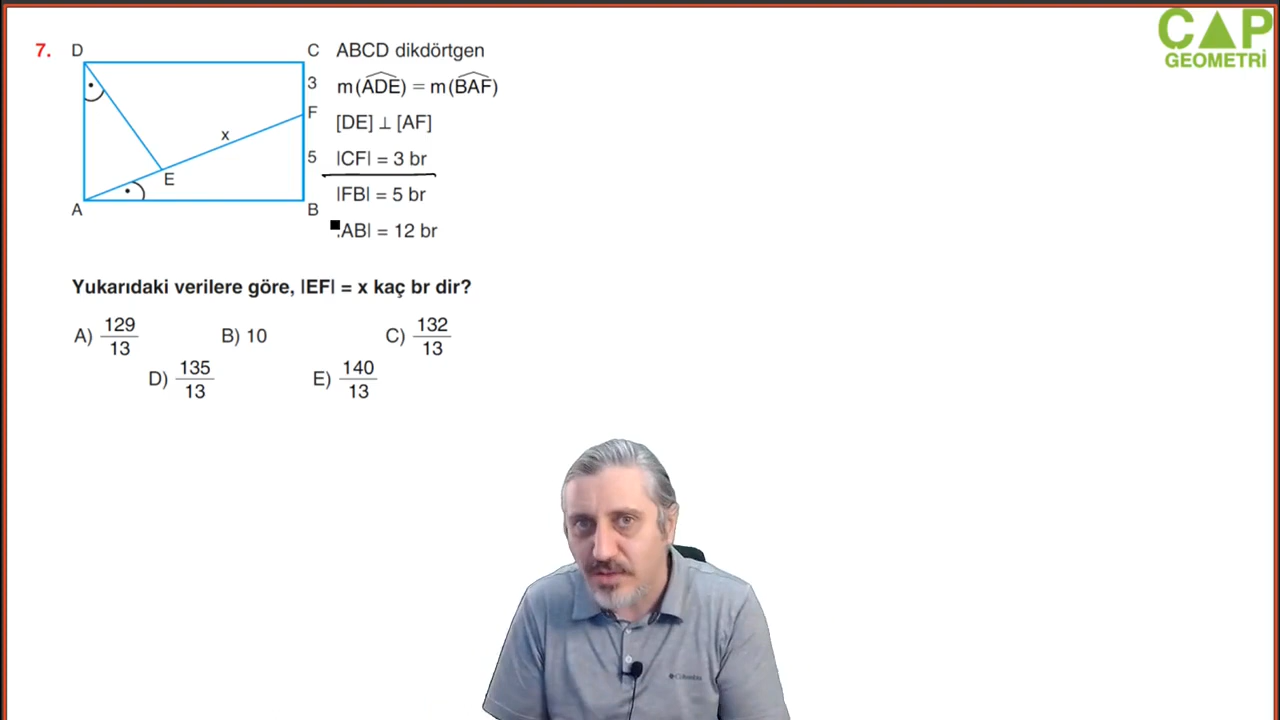 ÇAP
GEOMETRİ
7.
D
C
ABCD dikdörtgen
3
m(ADE) = m(BAF)
F
x
[DE] ⊥ [AF]
5
|CF| = 3 br
E
|FB| = 5 br
A
B
AB| = 12 br
Yukarıdaki verilere göre, |EF| = x kaç br dir?
A) 129/13
B) 10
C) 132/13
D) 135/13
E) 140/13
Columbia